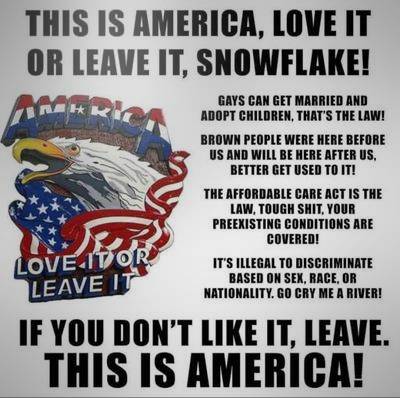 THIS IS AMERICA, LOVE IT
OR LEAVE IT, SNOWFLAKE!
AMERICA
LOVE IT OR
LEAVE IT
GAYS CAN GET MARRIED AND
ADOPT CHILDREN, THAT'S THE LAW!
BROWN PEOPLE WERE HERE BEFORE
US AND WILL BE HERE AFTER US,
BETTER GET USED TO IT!
THE AFFORDABLE CARE ACT IS THE
LAW, TOUGH SHIT, YOUR
PREEXISTING CONDITIONS ARE
COVERED!
IT'S ILLEGAL TO DISCRIMINATE
BASED ON SEX, RACE, OR
NATIONALITY. GO CRY ME A RIVER!
IF YOU DON'T LIKE IT, LEAVE.
THIS IS AMERICA!